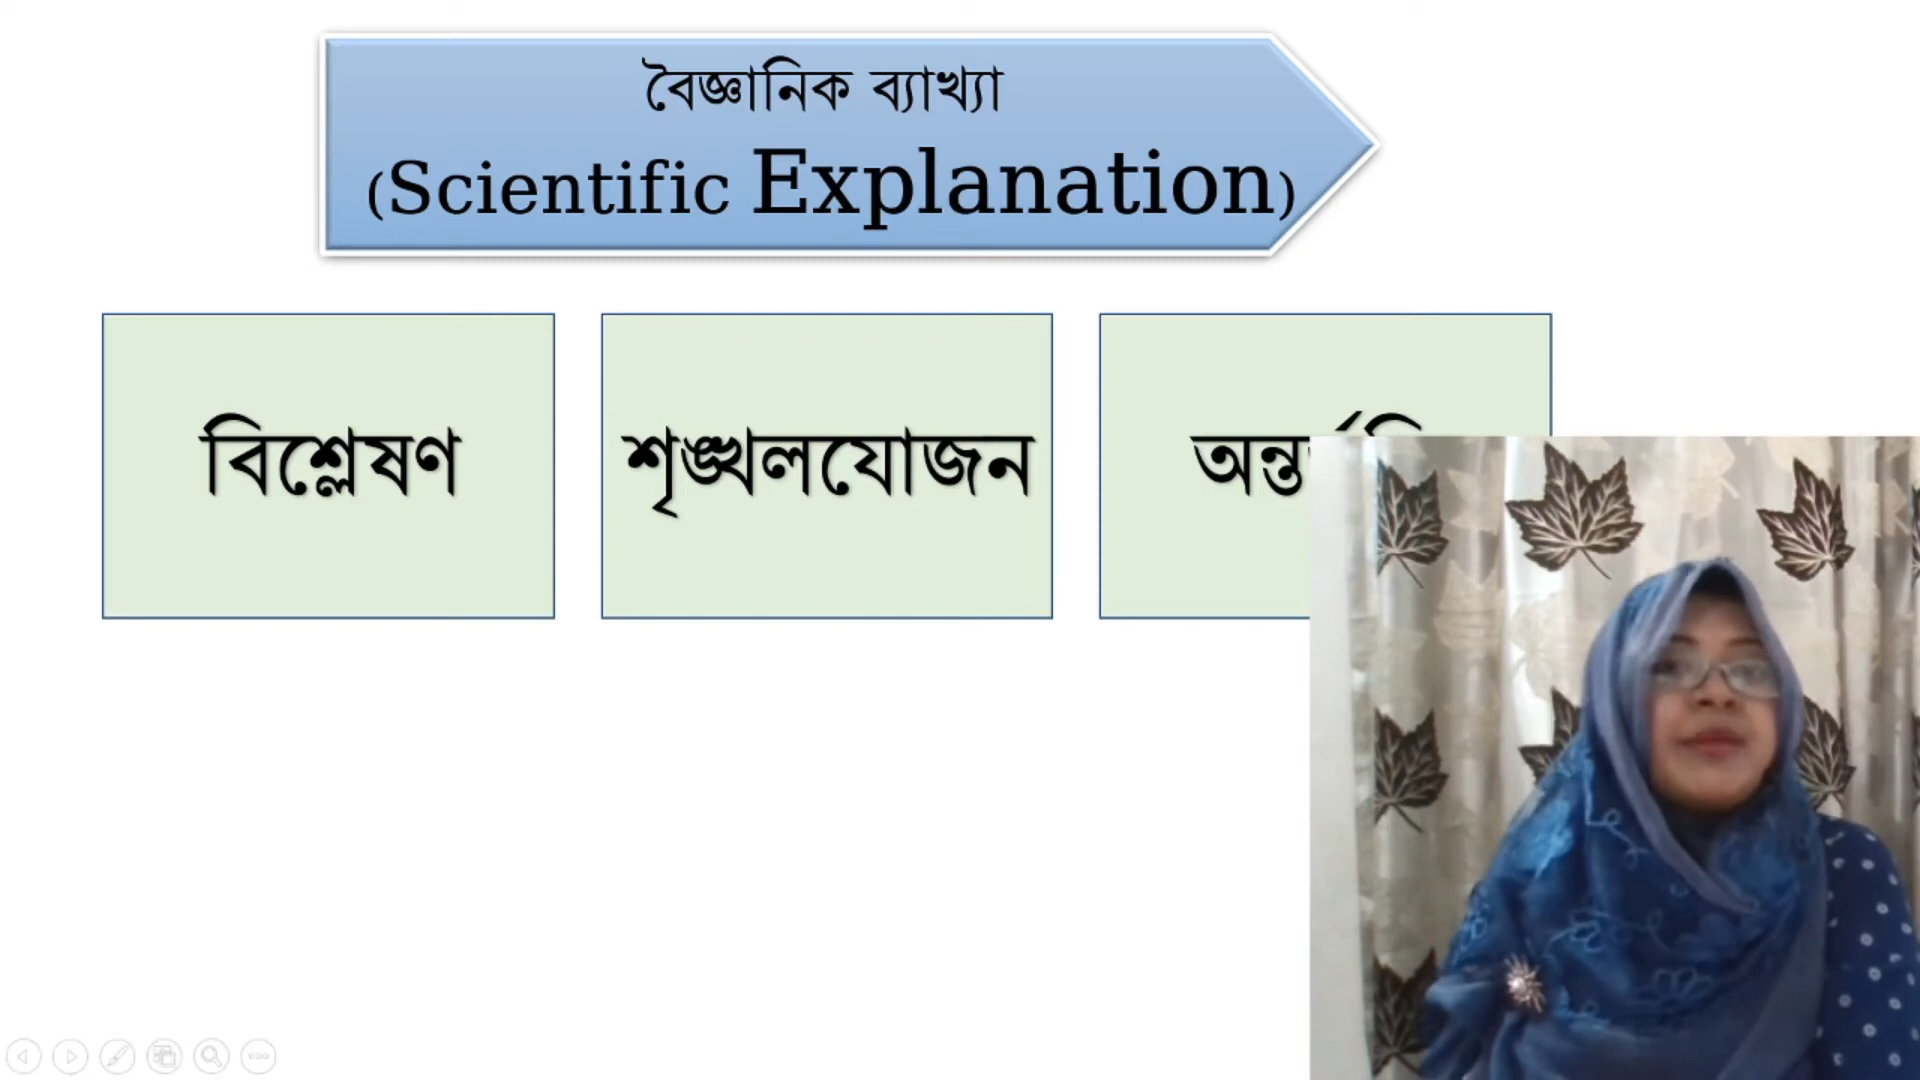 বৈজ্ঞানিক ব্যাখ্যা
(Scientific Explanation)
বিশ্লেষণ
শৃঙ্খলযোজন